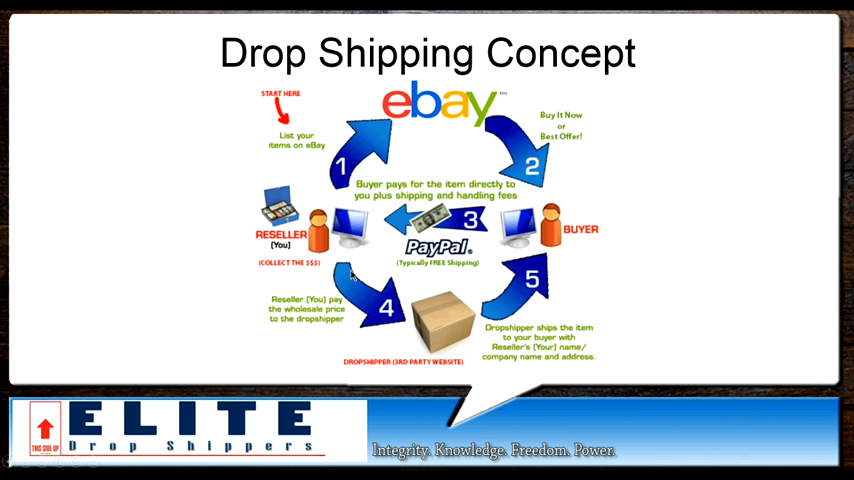 Drop Shipping Concept
START HERE
ebay™
List your
items on eBay
Buy It Now
or
Best Offer!
1
2
Buyer pays for the item directly to
you plus shipping and handling fees
3
RESELLER
[You]
PayPal®
BUYER
(COLLECT THE $$$)
(Typically FREE Shipping)
4
5
Reseller [You] pay
the wholesale price
to the dropshipper
Dropshipper ships the item
to your buyer with
Reseller's [Your] name/
company name and address.
DROPSHIPPER (3RD PARTY WEBSITE)
THIS SIDE UP
ELITE
Drop Shippers
Integrity. Knowledge. Freedom. Power.